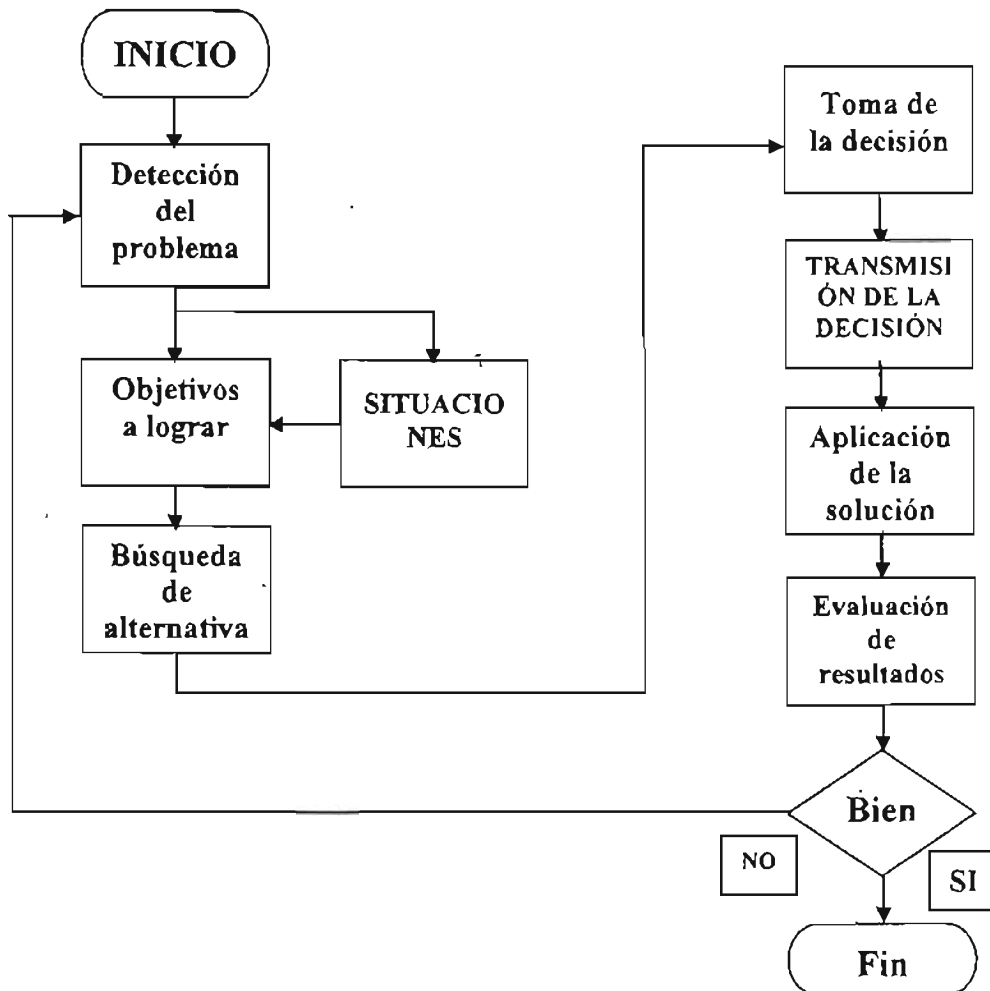 INICIO
Detección
del
problema
Objetivos
a lograr
SITUACIO
NES
Búsqueda
de
alternativa
Toma de
la decisión
TRANSMISI
ÓN DE LA
DECISIÓN
Aplicación
de la
solución
Evaluación
de
resultados
Bien
NO
SI
Fin